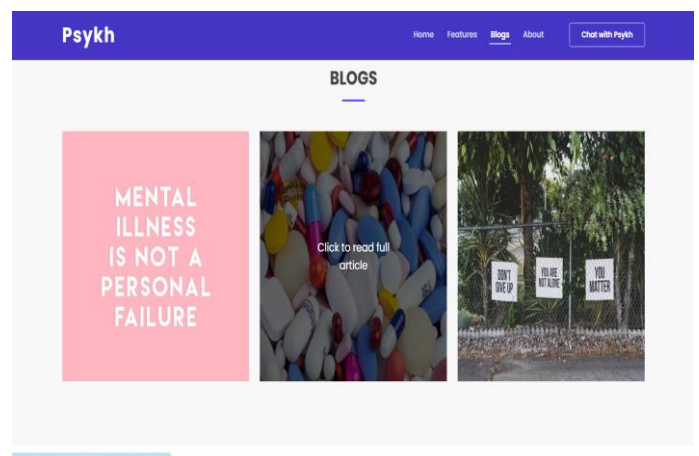 Psykh
Home Features Blogs About Chat with Psykh
BLOGS
MENTAL
ILLNESS
IS NOT A
PERSONAL
FAILURE
Click to read full
article
DON'T
GIVE UP
YOU ARE
NOT ALONE
YOU
MATTER